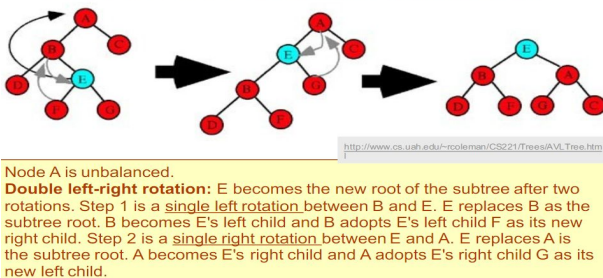 A
B
C
D
E
F
G
A
E
C
B
G
D
F
E
B
A
D
F
G
C
http://www.cs.uah.edu/~rcoleman/CS221/Trees/AVLTree.htm
l
Node A is unbalanced.
Double left-right rotation: E becomes the new root of the subtree after two
rotations. Step 1 is a single left rotation between B and E. E replaces B as the
subtree root. B becomes E's left child and B adopts E's left child F as its new
right child. Step 2 is a single right rotation between E and A. E replaces A is
the subtree root. A becomes E's right child and A adopts E's right child G as its
new left child.